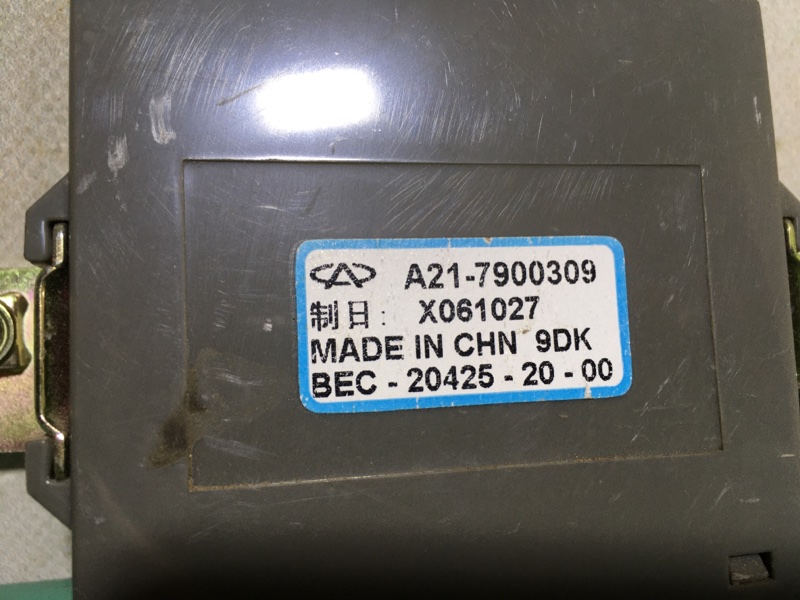 A21-7900309
制日: X061027
MADE IN CHN 9DK
BEC - 20425 - 20 - 00